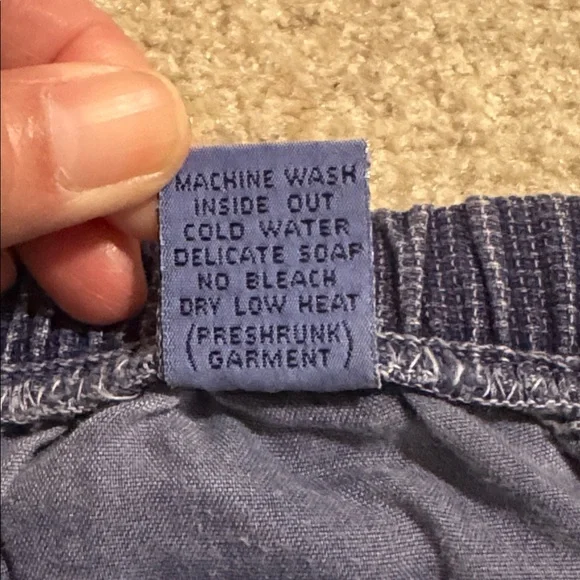 MACHINE WASH
INSIDE OUT
COLD WATER
DELICATE SOAP
NO BLEACH
DRY LOW HEAT
(PRESHRUNK
GARMENT)